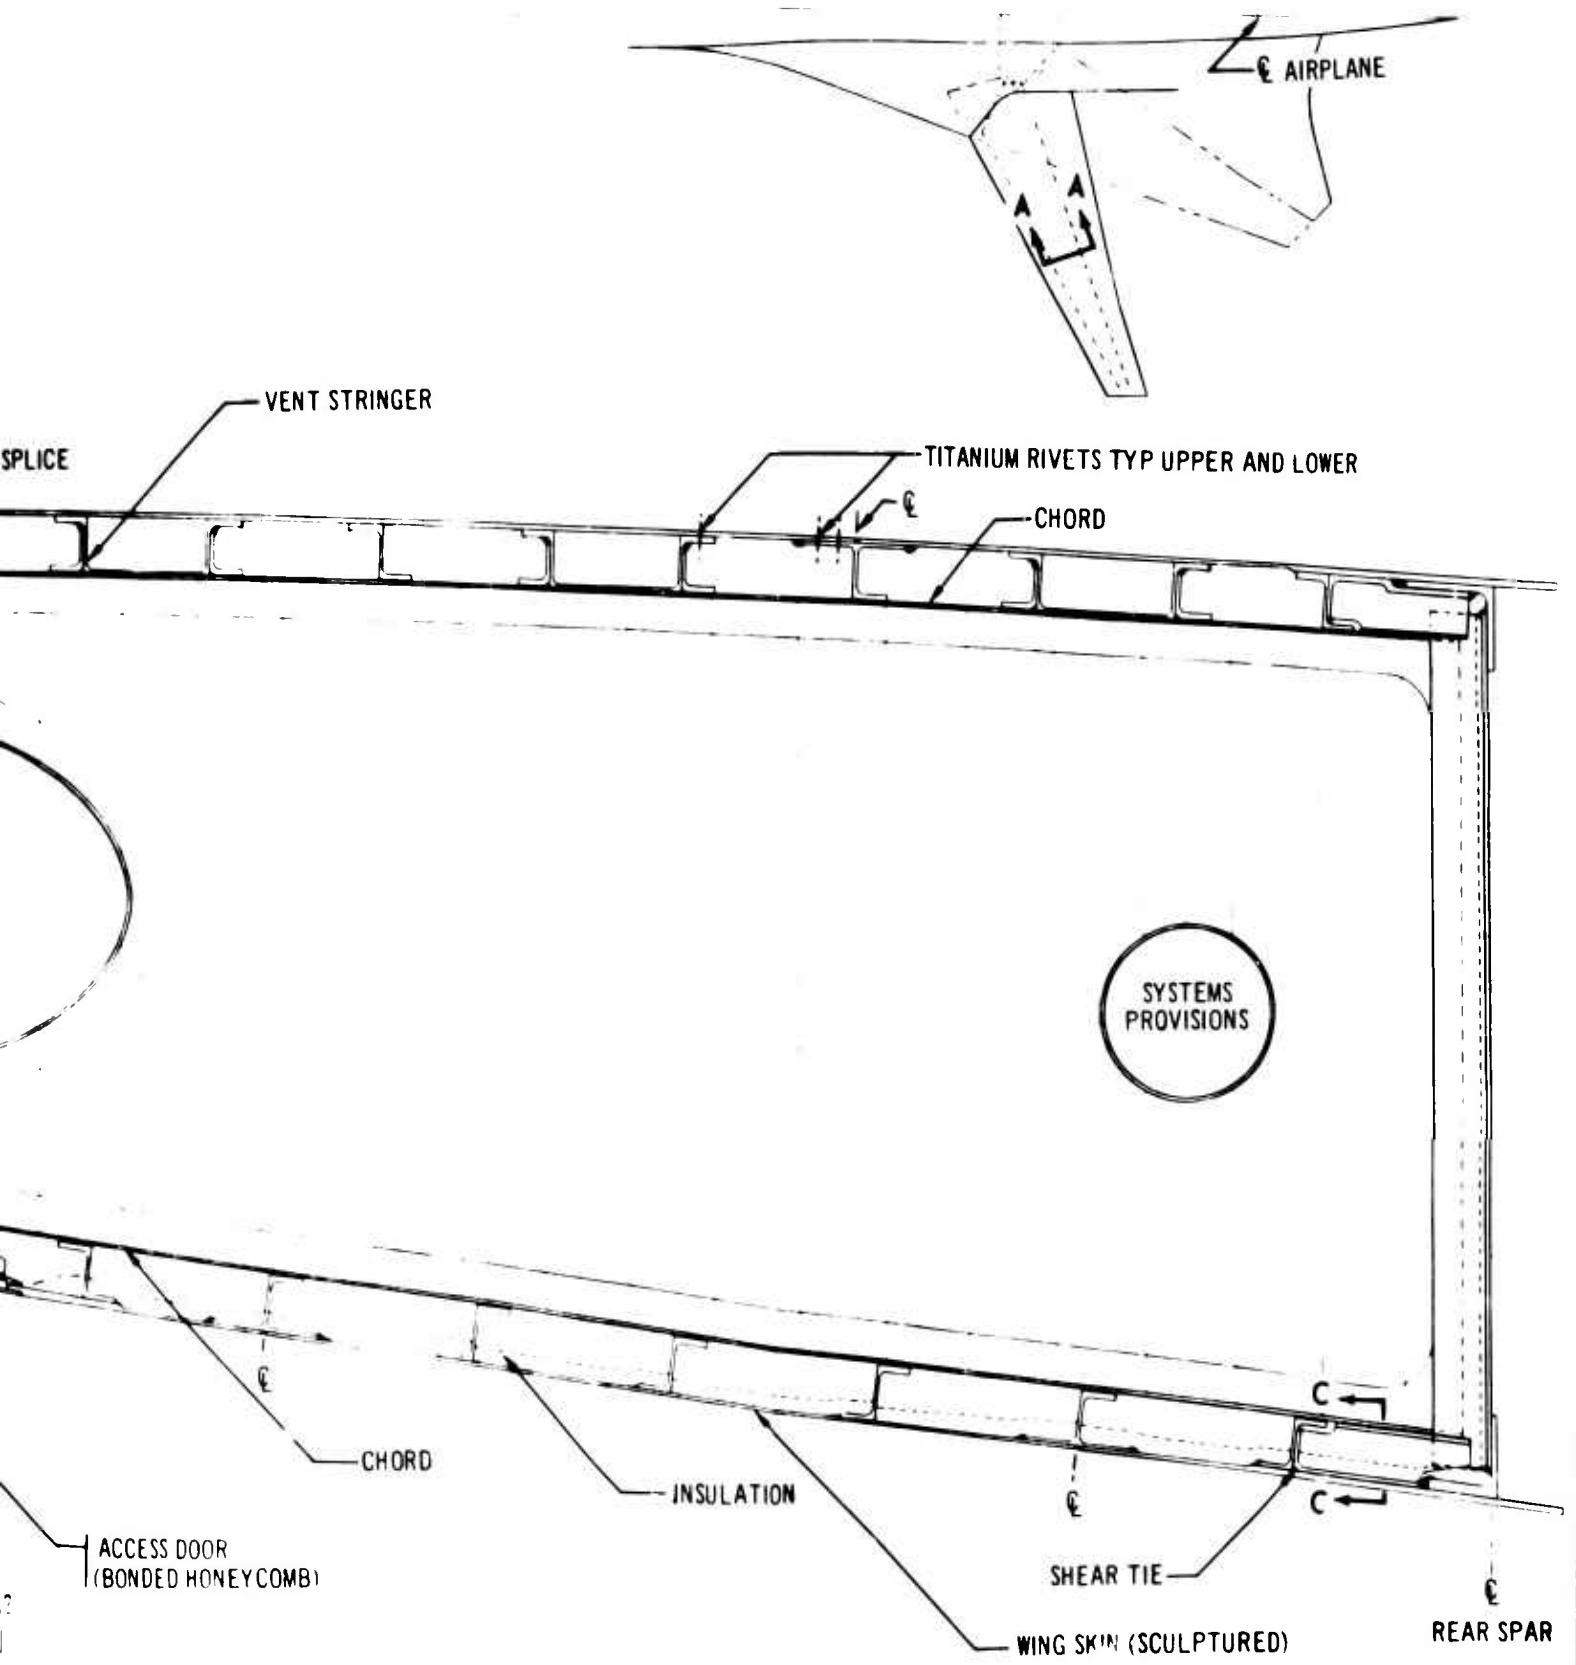 ℄ AIRPLANE
A
A
VENT STRINGER
SPLICE
TITANIUM RIVETS TYP UPPER AND LOWER
℄
CHORD
SYSTEMS
PROVISIONS
℄
C
CHORD
INSULATION
℄
C
ACCESS DOOR
(BONDED HONEYCOMB)
SHEAR TIE
℄
REAR SPAR
WING SKIN (SCULPTURED)